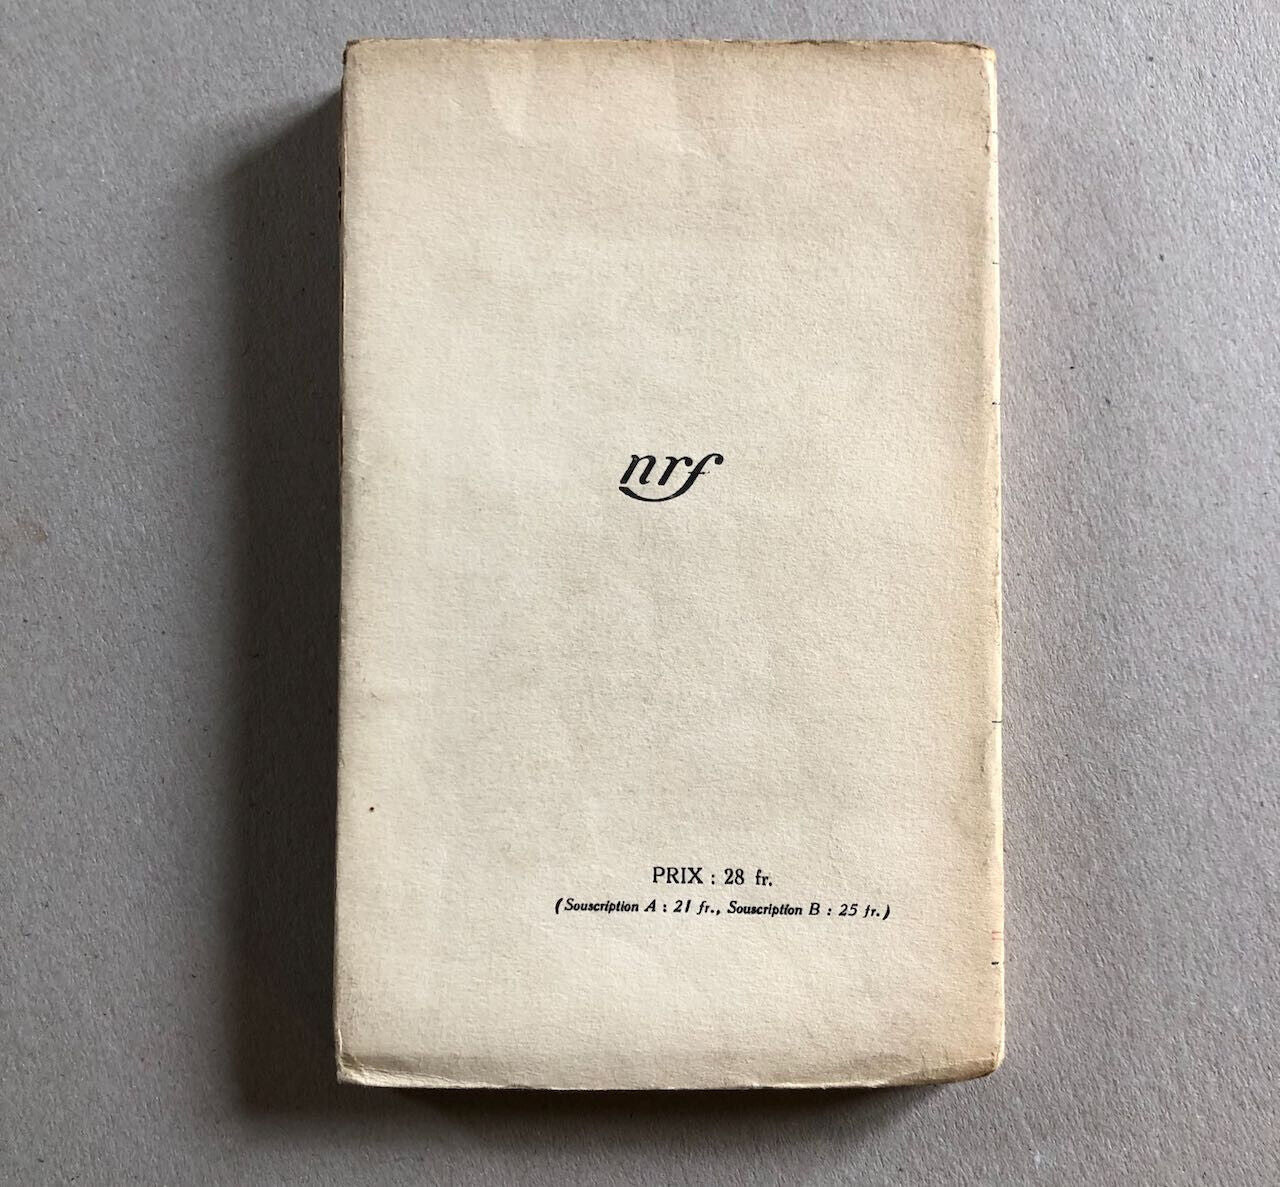 nrf
PRIX : 28 fr.
(Souscription A : 21 fr., Souscription B : 25 fr.)